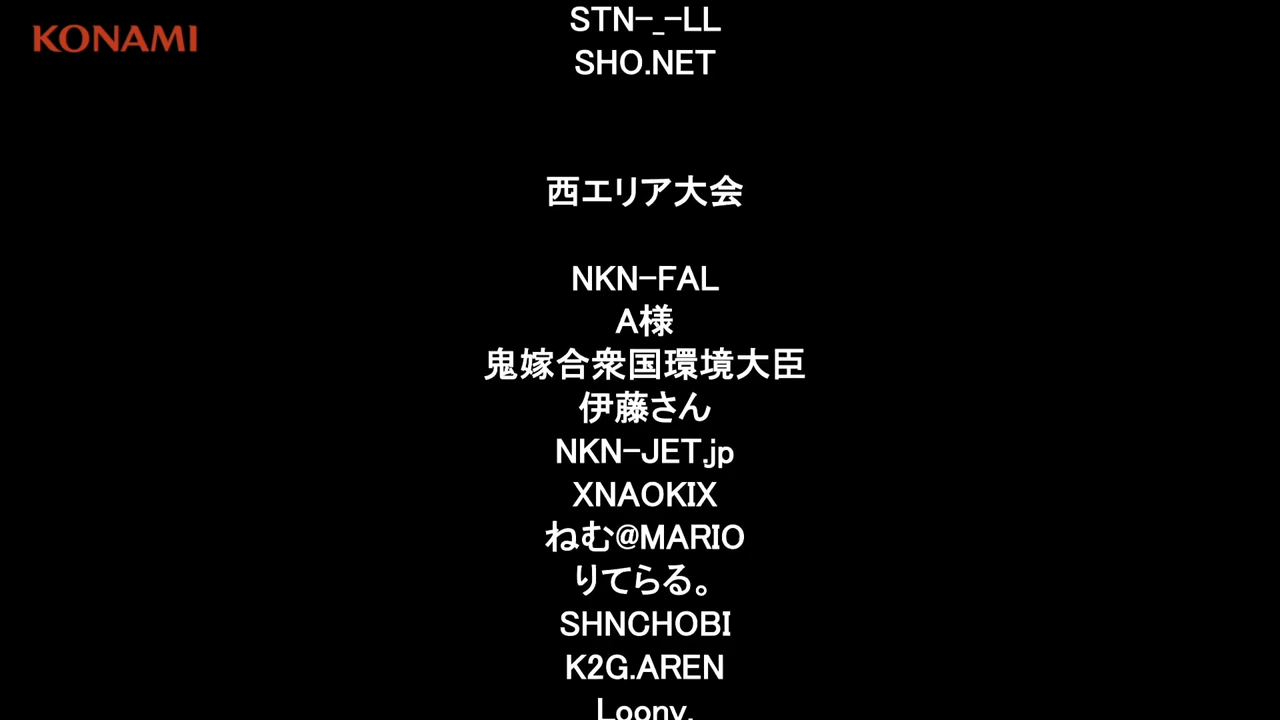 KONAMI
STN-_-LL
SHO.NET
西エリア大会
NKN-FAL
A様
鬼嫁合衆国環境大臣
伊藤さん
NKN-JET.jp
XNAOKIX
ねむ@MARIO
りてらる。
SHNCHOBI
K2G.AREN
Loony.